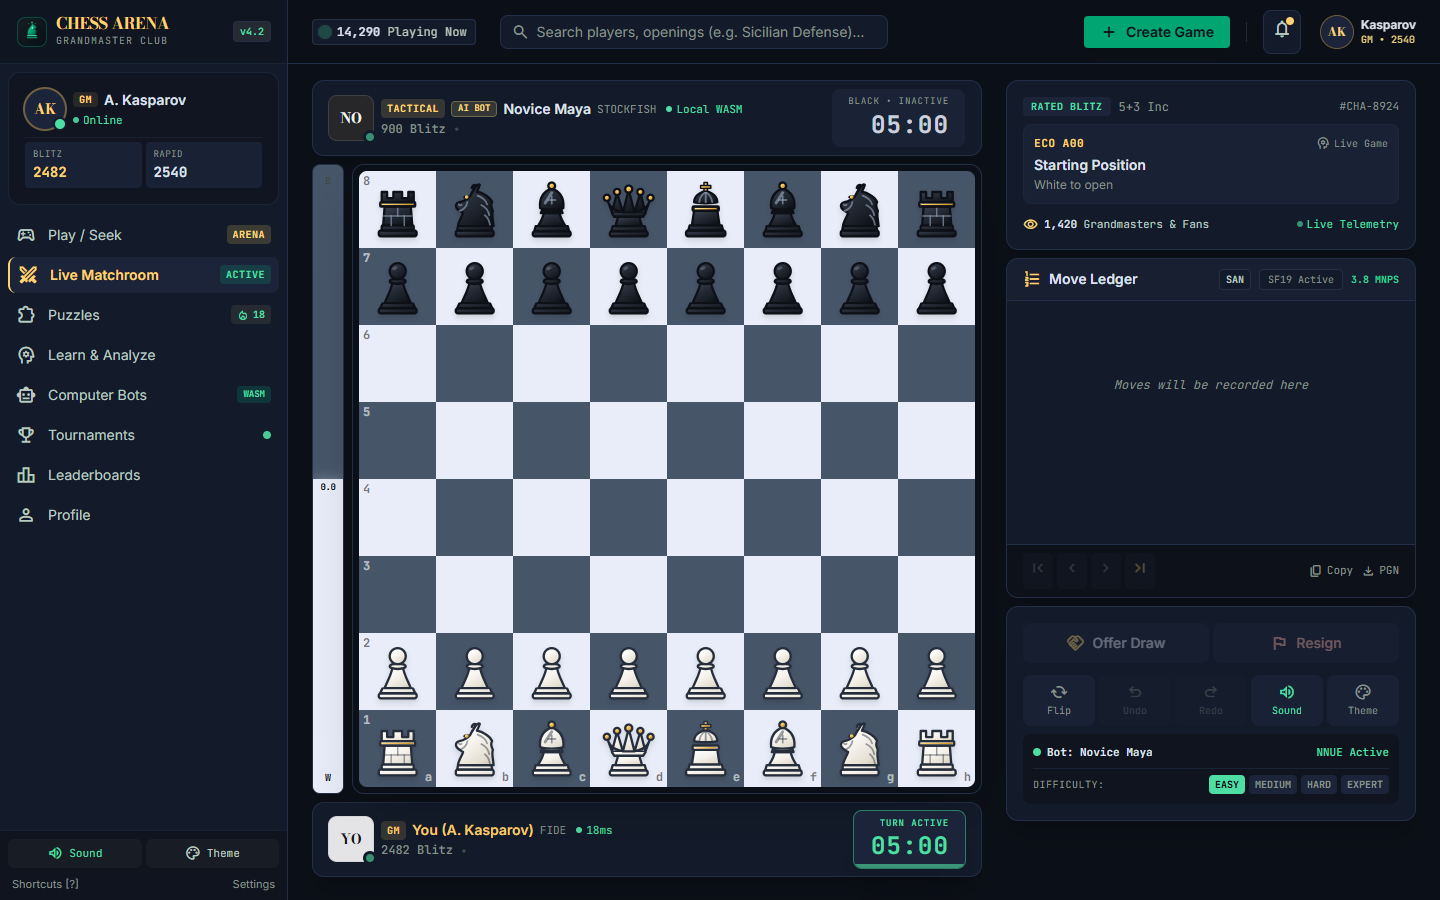 CHESS ARENA
GRANDMASTER CLUB
v4.2
14,290 Playing Now
Search players, openings (e.g. Sicilian Defense)...
Create Game
AK
Kasparov
GM • 2540
AK
GM A. Kasparov
Online
BLITZ
2482
RAPID
2540
Play / Seek
ARENA
Live Matchroom
ACTIVE
Puzzles
18
Learn & Analyze
Computer Bots
WASM
Tournaments
Leaderboards
Profile
Sound
Theme
Shortcuts [?]
Settings
NO
TACTICAL AI BOT Novice Maya STOCKFISH Local WASM
900 Blitz
BLACK • INACTIVE
05:00
0.0
W
8
7
6
5
4
3
2
1
a b c d e f g h
YO
GM You (A. Kasparov) FIDE 18ms
2482 Blitz
TURN ACTIVE
05:00
RATED BLITZ 5+3 Inc
#CHA-8924
ECO A00
Live Game
Starting Position
White to open
1,420 Grandmasters & Fans
Live Telemetry
Move Ledger
SAN
SF19 Active
3.8 MNPS
Moves will be recorded here
Copy
PGN
Offer Draw
Resign
Flip
Undo
Redo
Sound
Theme
Bot: Novice Maya
NNUE Active
DIFFICULTY:
EASY MEDIUM HARD EXPERT